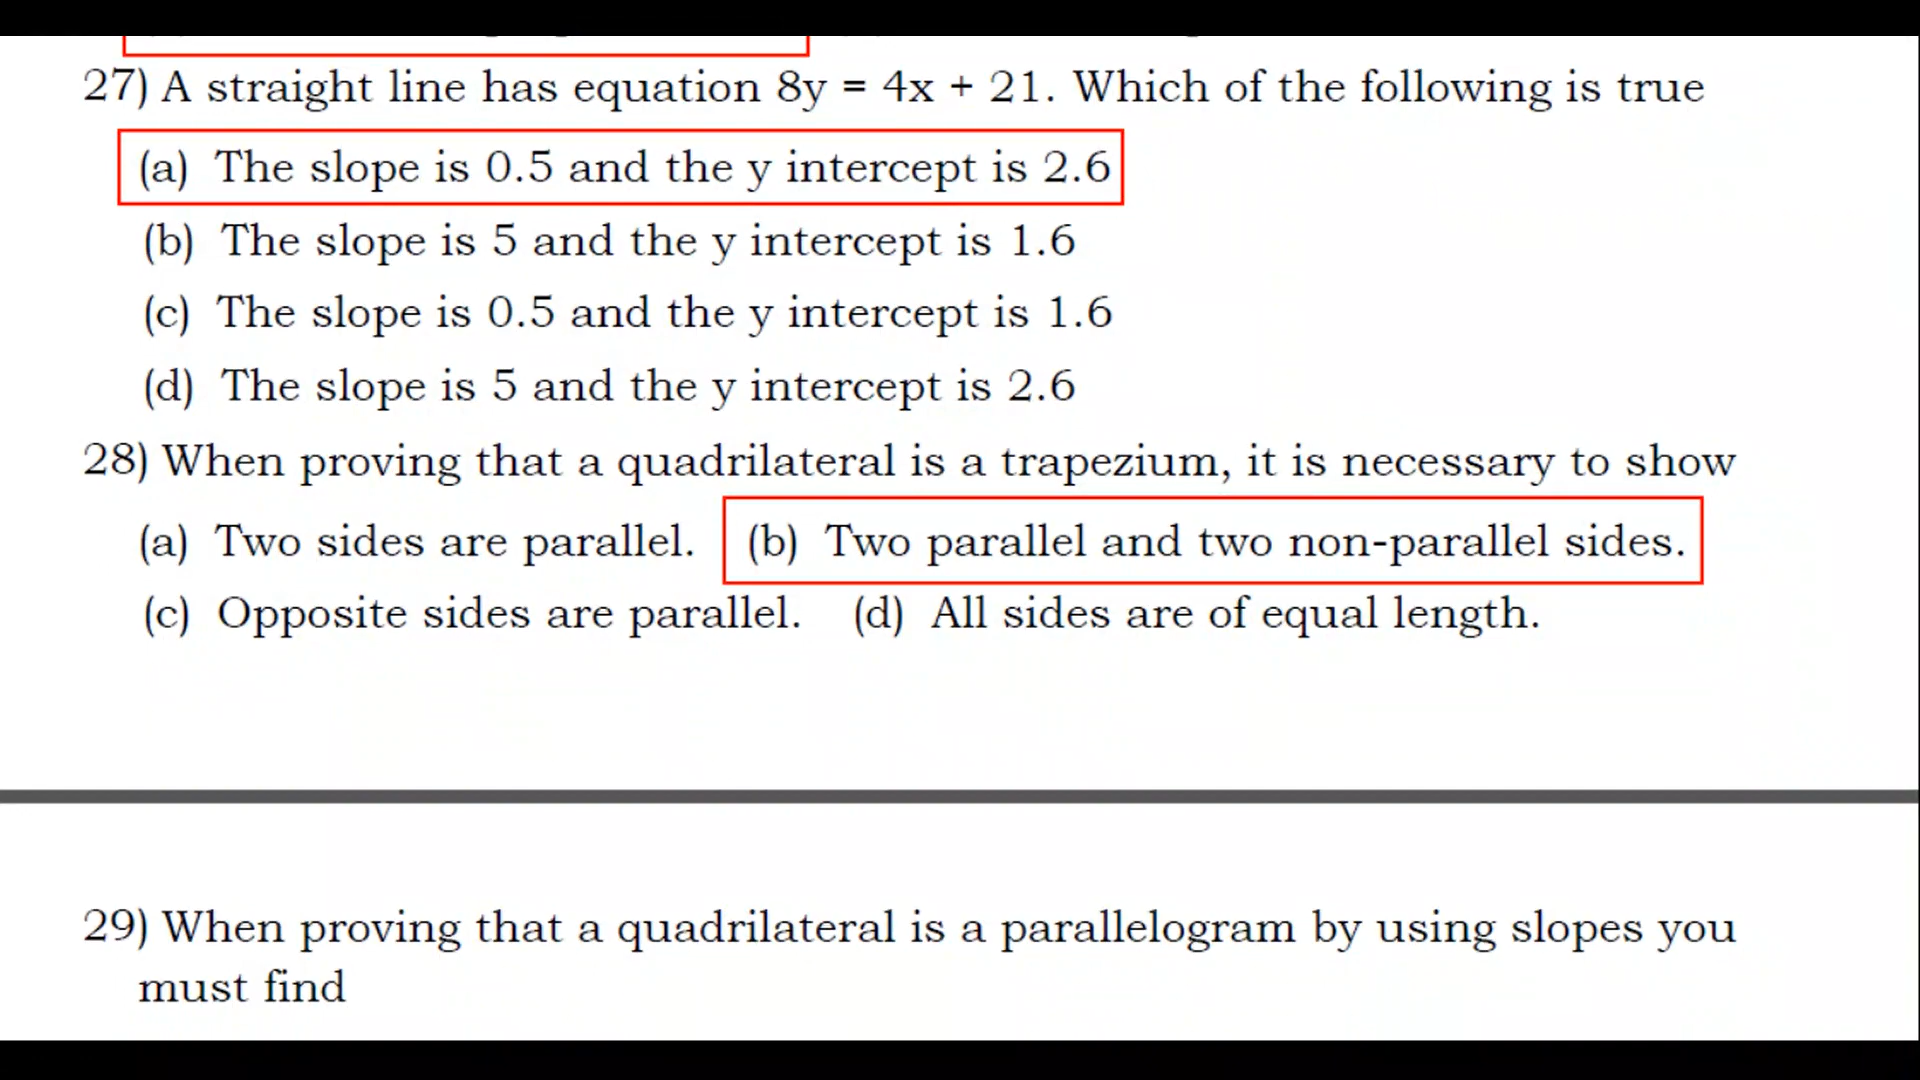 27) A straight line has equation 8y = 4x + 21. Which of the following is true
(a) The slope is 0.5 and the y intercept is 2.6
(b) The slope is 5 and the y intercept is 1.6
(c) The slope is 0.5 and the y intercept is 1.6
(d) The slope is 5 and the y intercept is 2.6
28) When proving that a quadrilateral is a trapezium, it is necessary to show
(a) Two sides are parallel. (b) Two parallel and two non-parallel sides.
(c) Opposite sides are parallel. (d) All sides are of equal length.
29) When proving that a quadrilateral is a parallelogram by using slopes you
must find